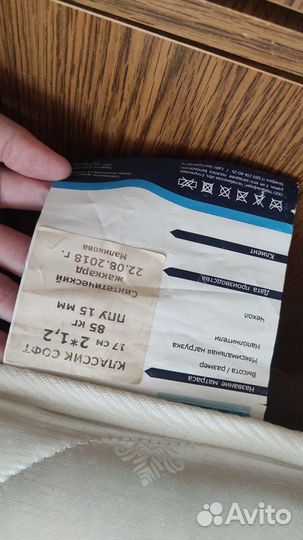 Название матраса
Высота / размер
Максимальная нагрузка
Наполнители
Чехол
Дата производства
Клиент
КЛАССИК СОФТ
17 см 2*1,2
85 кг
ППУ 15 мм
Синтетический
жаккард
22.08.2018 г.
Маликова
Avito